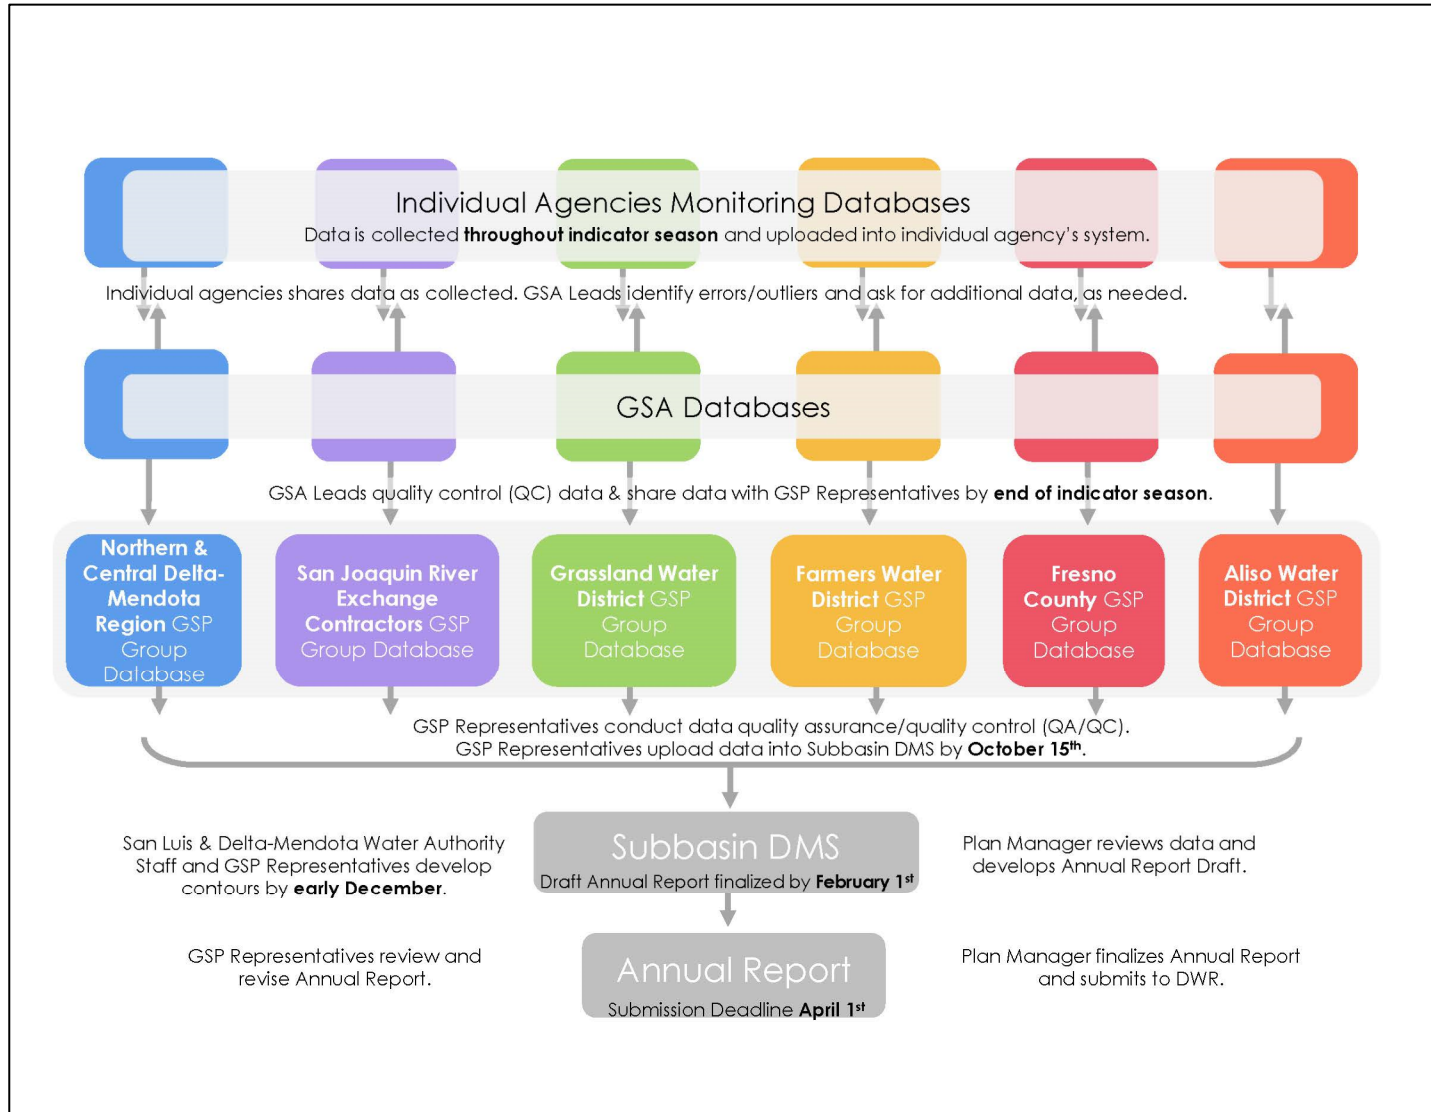 Individual Agencies Monitoring Databases
Data is collected throughout indicator season and uploaded into individual agency's system.
Individual agencies shares data as collected. GSA Leads identify errors/outliers and ask for additional data, as needed.
GSA Databases
GSA Leads quality control (QC) data & share data with GSP Representatives by end of indicator season.
Northern &
Central Delta-
Mendota
Region GSP
Group
Database
San Joaquin River
Exchange
Contractors GSP
Group Database
Grassland Water
District GSP
Group
Database
Farmers Water
District GSP
Group
Database
Fresno
County GSP
Group
Database
Aliso Water
District GSP
Group
Database
GSP Representatives conduct data quality assurance/quality control (QA/QC).
GSP Representatives upload data into Subbasin DMS by October 15th.
San Luis & Delta-Mendota Water Authority
Staff and GSP Representatives develop
contours by early December.
Subbasin DMS
Draft Annual Report finalized by February 1st
Plan Manager reviews data and
develops Annual Report Draft.
GSP Representatives review and
revise Annual Report.
Annual Report
Submission Deadline April 1st
Plan Manager finalizes Annual Report
and submits to DWR.